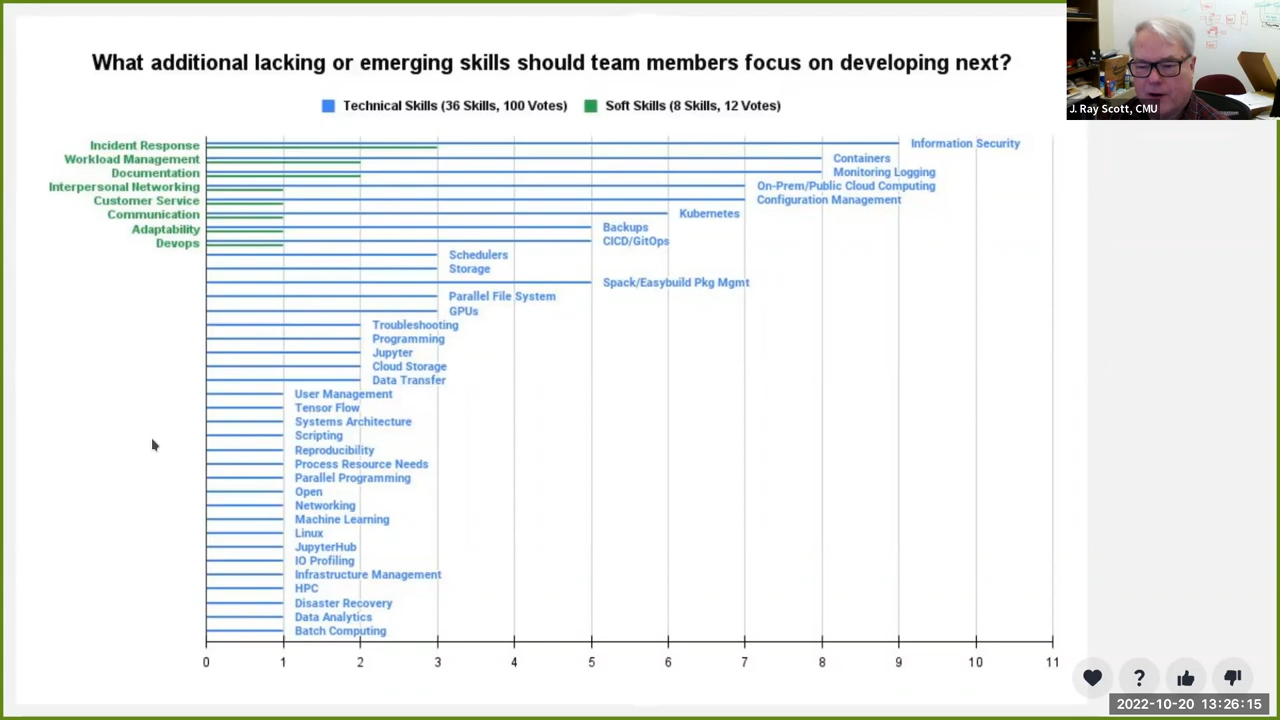 What additional lacking or emerging skills should team members focus on developing next?
Technical Skills (36 Skills, 100 Votes) Soft Skills (8 Skills, 12 Votes)
J. Ray Scott, CMU
Incident Response Information Security
Workload Management Containers
Documentation Monitoring Logging
Interpersonal Networking On-Prem/Public Cloud Computing
Customer Service Configuration Management
Communication Kubernetes
Adaptability Backups
Devops CICD/GitOps
Schedulers
Storage
Spack/Easybuild Pkg Mgmt
Parallel File System
GPUs
Troubleshooting
Programming
Jupyter
Cloud Storage
Data Transfer
User Management
Tensor Flow
Systems Architecture
Scripting
Reproducibility
Process Resource Needs
Parallel Programming
Open
Networking
Machine Learning
Linux
JupyterHub
IO Profiling
Infrastructure Management
HPC
Disaster Recovery
Data Analytics
Batch Computing
0 1 2 3 4 5 6 7 8 9 10 11
?
2022-10-20 13:26:15